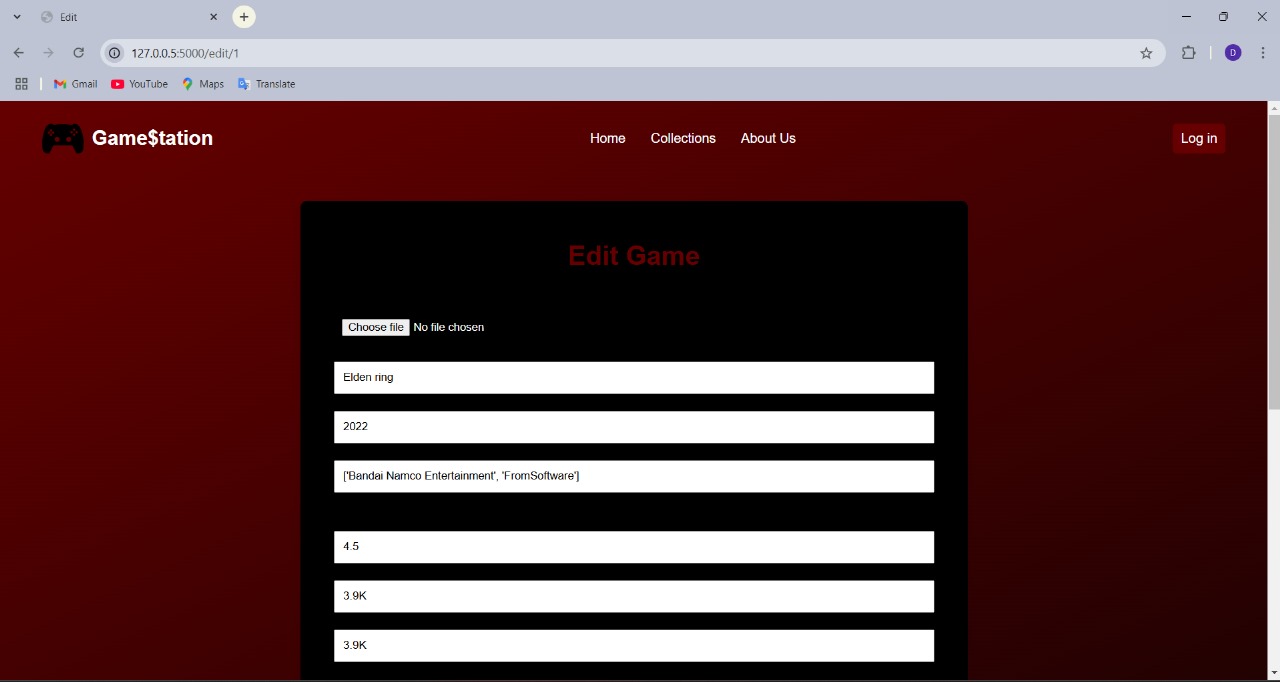 Edit
127.0.0.5:5000/edit/1
D
Gmail YouTube Maps Translate
Game$tation Home Collections About Us Log in
Edit Game
Choose file No file chosen
Elden ring
2022
['Bandai Namco Entertainment', 'FromSoftware']
4.5
3.9K
3.9K